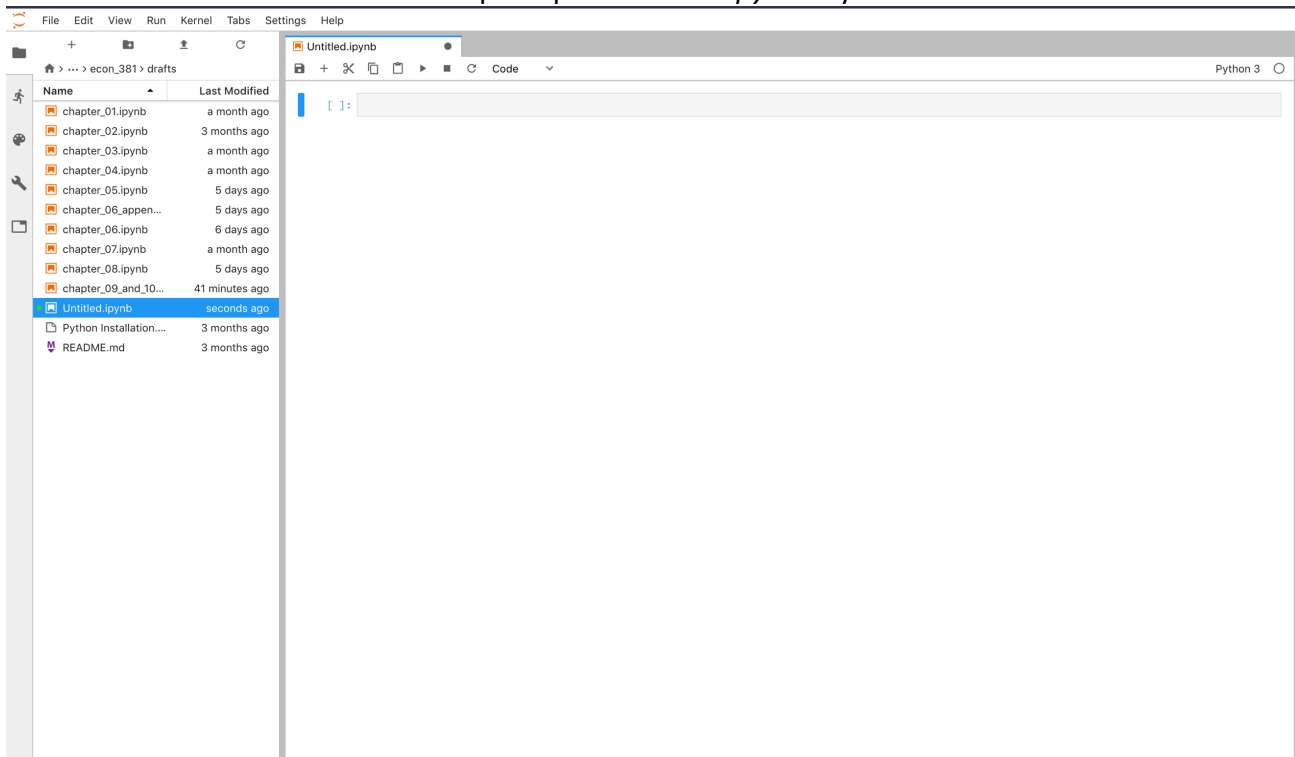 File Edit View Run Kernel Tabs Settings Help
Untitled.ipynb
> ... > econ_381 > drafts
Code
Python 3
Name Last Modified
[ ]:
chapter_01.ipynb a month ago
chapter_02.ipynb 3 months ago
chapter_03.ipynb a month ago
chapter_04.ipynb a month ago
chapter_05.ipynb 5 days ago
chapter_06_appen... 5 days ago
chapter_06.ipynb 6 days ago
chapter_07.ipynb a month ago
chapter_08.ipynb 5 days ago
chapter_09_and_10... 41 minutes ago
Untitled.ipynb seconds ago
Python Installation.... 3 months ago
README.md 3 months ago